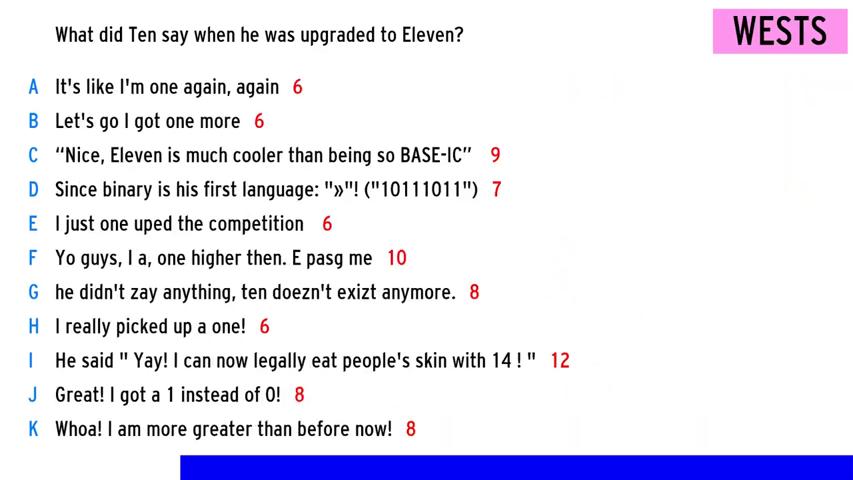 What did Ten say when he was upgraded to Eleven?
WESTS
A It's like I'm one again, again 6
B Let's go I got one more 6
C “Nice, Eleven is much cooler than being so BASE-IC” 9
D Since binary is his first language: "»"! ("10111011") 7
E I just one uped the competition 6
F Yo guys, I a, one higher then. E pasg me 10
G he didn't zay anything, ten doezn't exizt anymore. 8
H I really picked up a one! 6
I He said " Yay! I can now legally eat people's skin with 14 ! " 12
J Great! I got a 1 instead of 0! 8
K Whoa! I am more greater than before now! 8